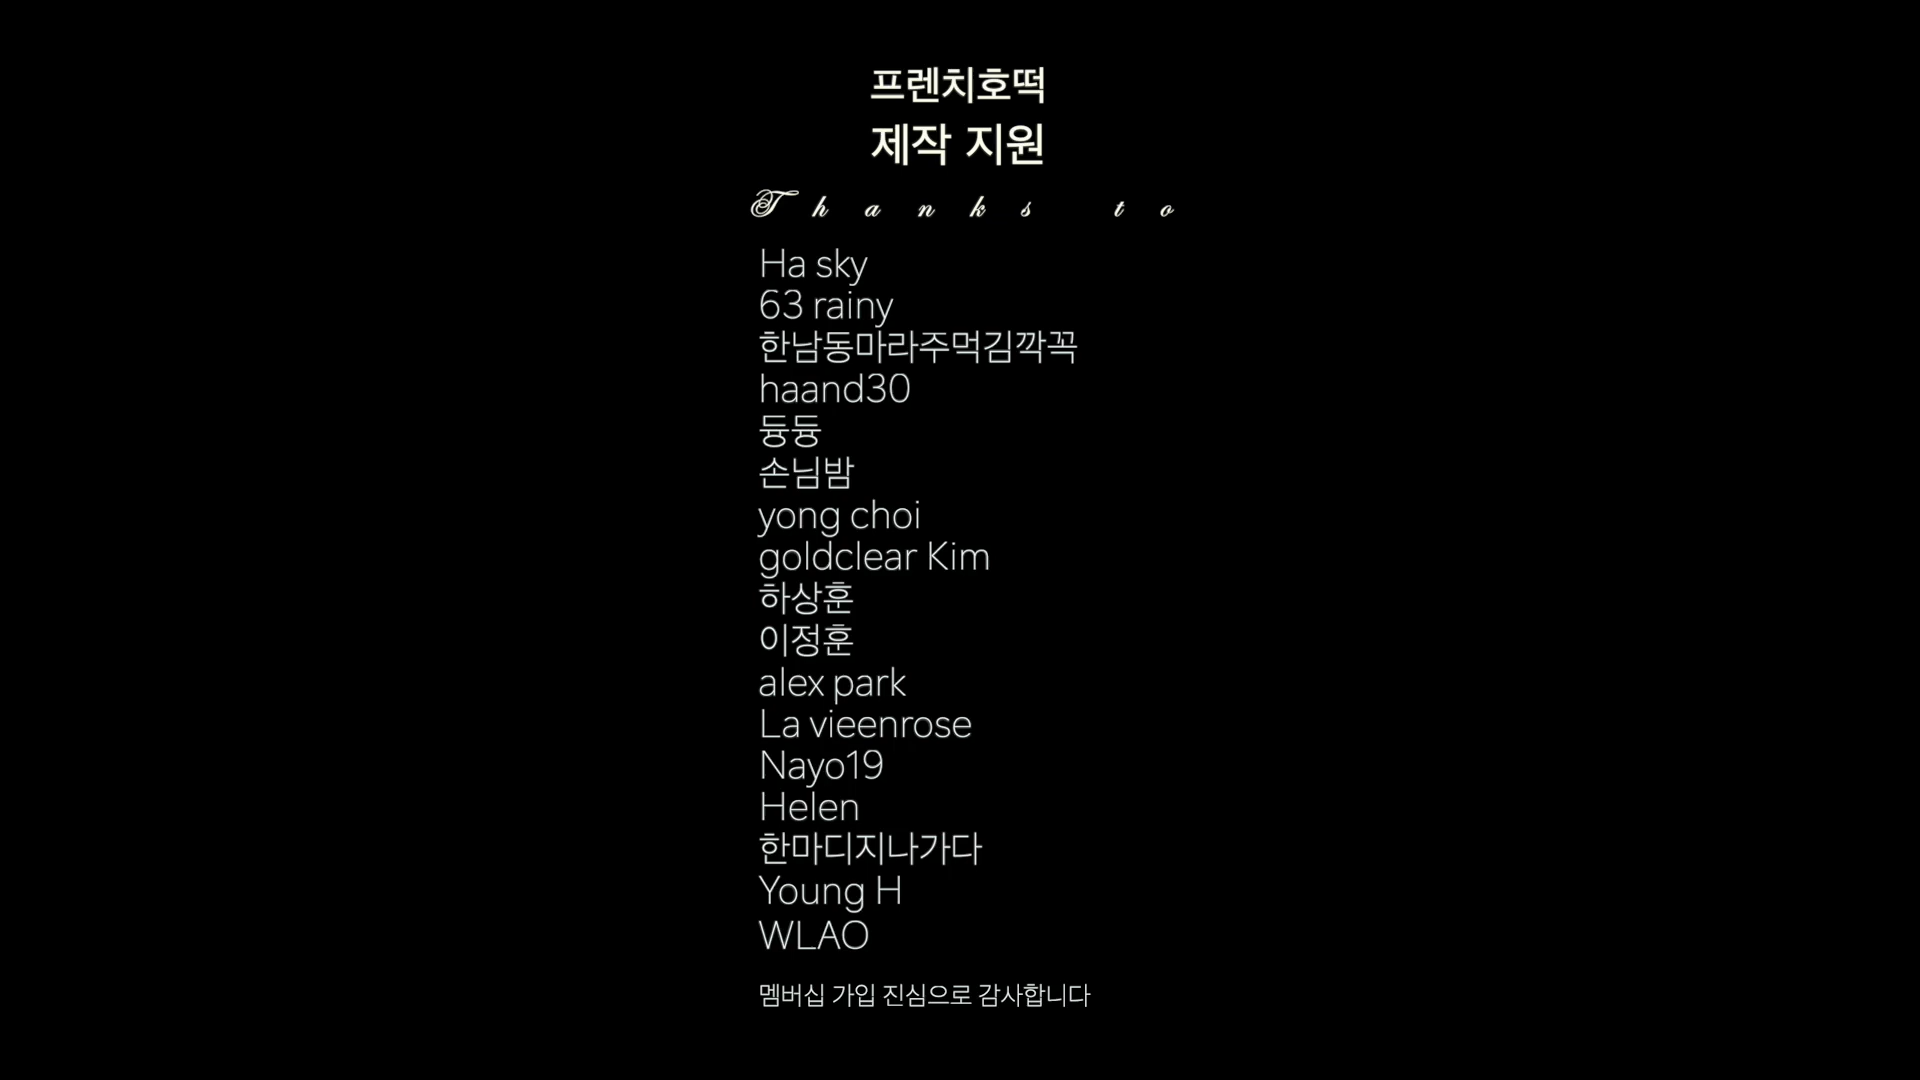 프렌치호떡
제작 지원
Thanks to
Ha sky
63 rainy
한남동마라주먹김깍꼭
haand30
듕듕
손님밤
yong choi
goldclear Kim
하상훈
이정훈
alex park
La vieenrose
Nayo19
Helen
한마디지나가다
Young H
WLAO
멤버십 가입 진심으로 감사합니다